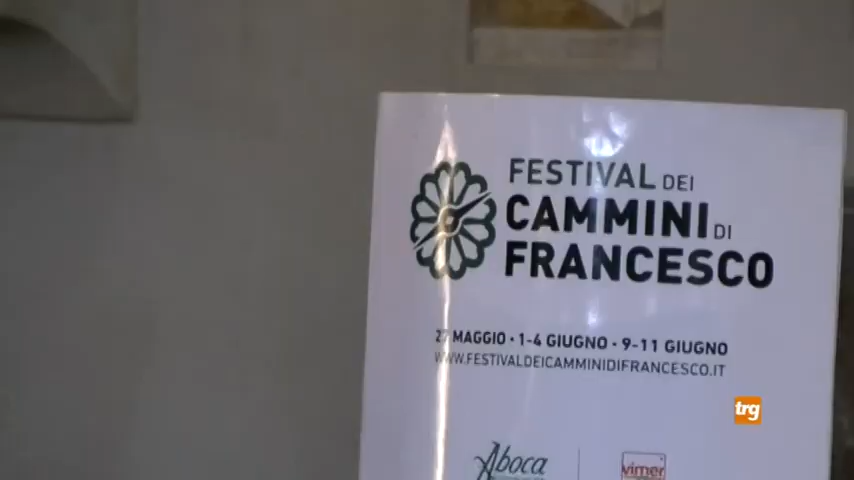 FESTIVAL DEI
CAMMINI DI
FRANCESCO
27 MAGGIO • 1-4 GIUGNO • 9-11 GIUGNO
WWW.FESTIVALDEICAMMINIDIFRANCESCO.IT
trg
Aboca
vimer